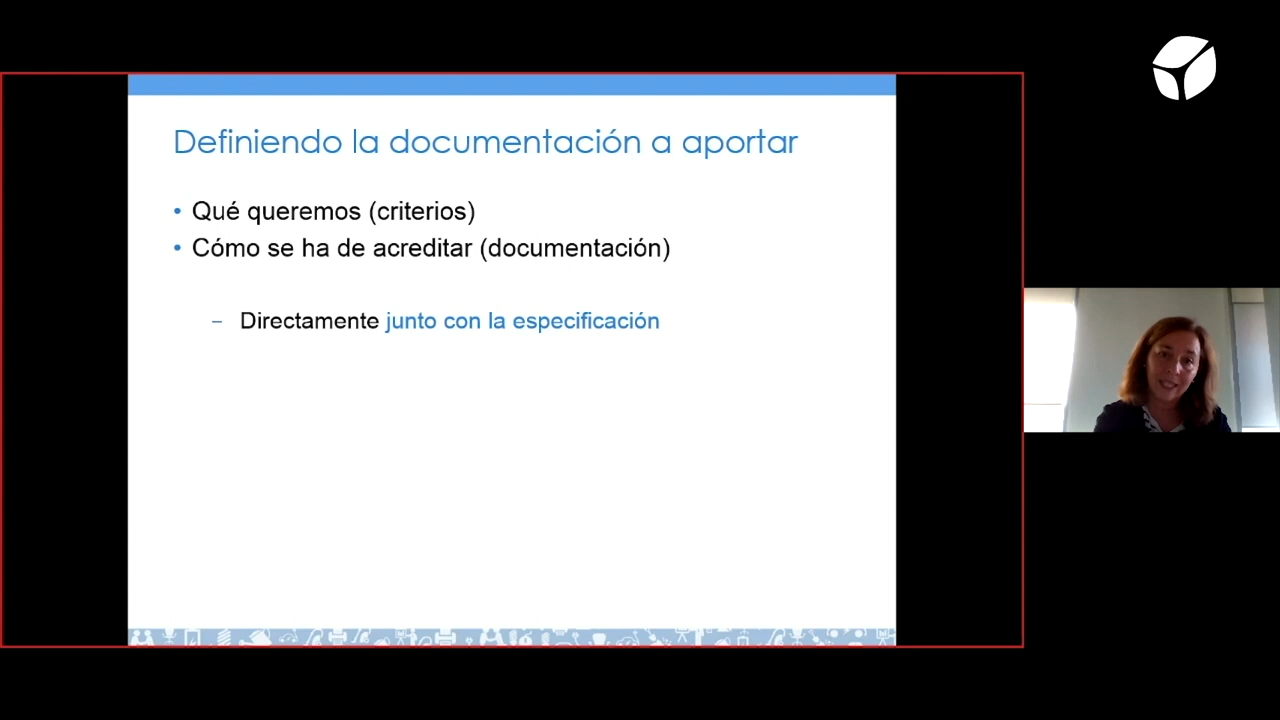 Definiendo la documentación a aportar
• Qué queremos (criterios)
• Cómo se ha de acreditar (documentación)
– Directamente junto con la especificación